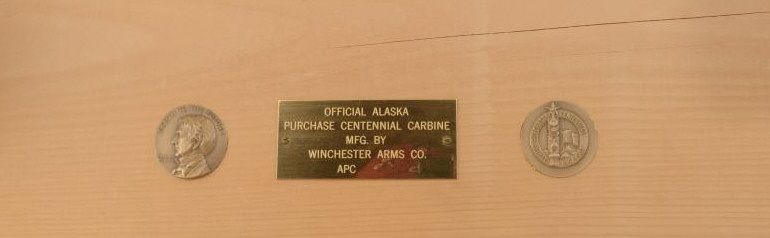 OFFICIAL ALASKA
PURCHASE CENTENNIAL CARBINE
MFG. BY
WINCHESTER ARMS CO.
APC